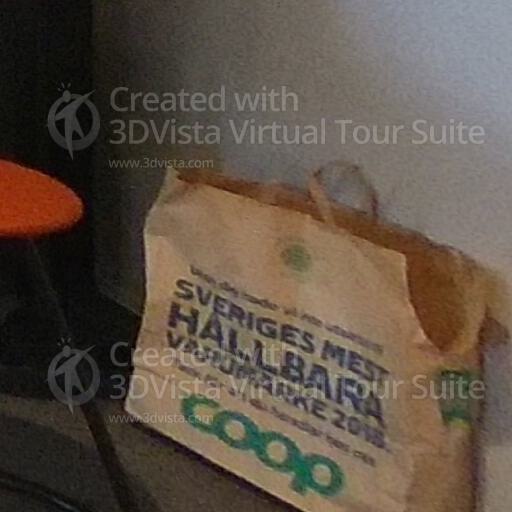 Created with
3DVista Virtual Tour Suite
www.3dvista.com
SVERIGES MEST
HÅLLBARA
VARUMÄRKE 2018.
Created with
3DVista Virtual Tour Suite
www.3dvista.com
coop